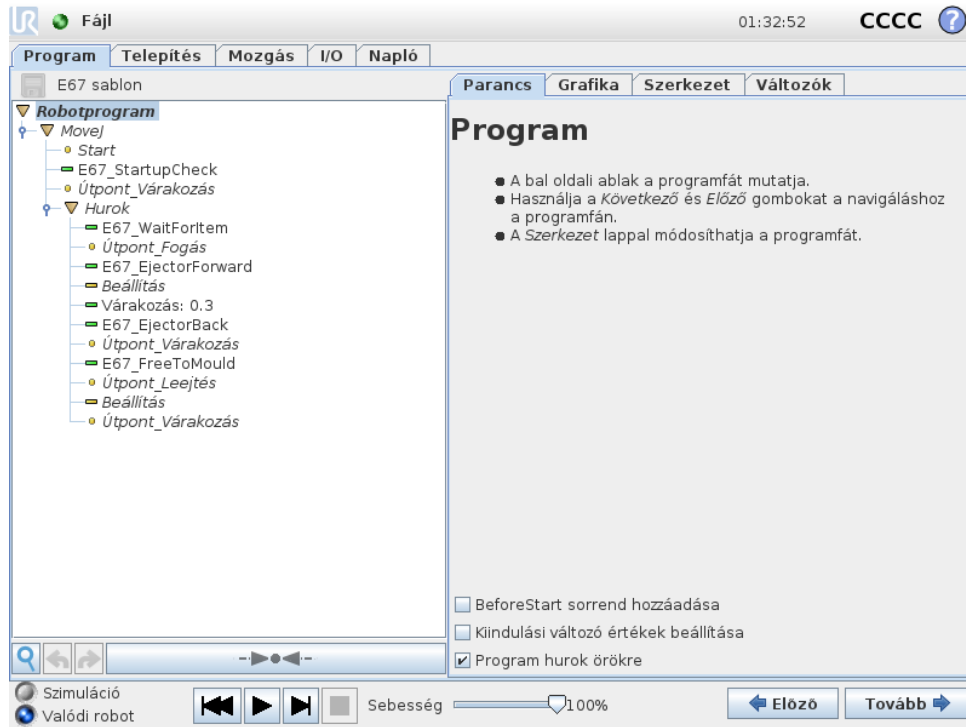 Fájl
01:32:52
CCCC
?
Program Telepítés Mozgás I/O Napló
E67 sablon
Robotprogram
MoveJ
Start
E67_StartupCheck
Útpont_Várakozás
Hurok
E67_WaitForItem
Útpont_Fogás
E67_EjectorForward
Beállítás
Várakozás: 0.3
E67_EjectorBack
Útpont_Várakozás
E67_FreeToMould
Útpont_Leejtés
Beállítás
Útpont_Várakozás
Parancs Grafika Szerkezet Változók
Program
A bal oldali ablak a programfát mutatja.
Használja a Következő és Előző gombokat a navigáláshoz
a programfán.
A Szerkezet lappal módosíthatja a programfát.
BeforeStart sorrend hozzáadása
Kiindulási változó értékek beállítása
Program hurok örökre
Szimuláció
Valódi robot
Sebesség 100%
Előző
Tovább